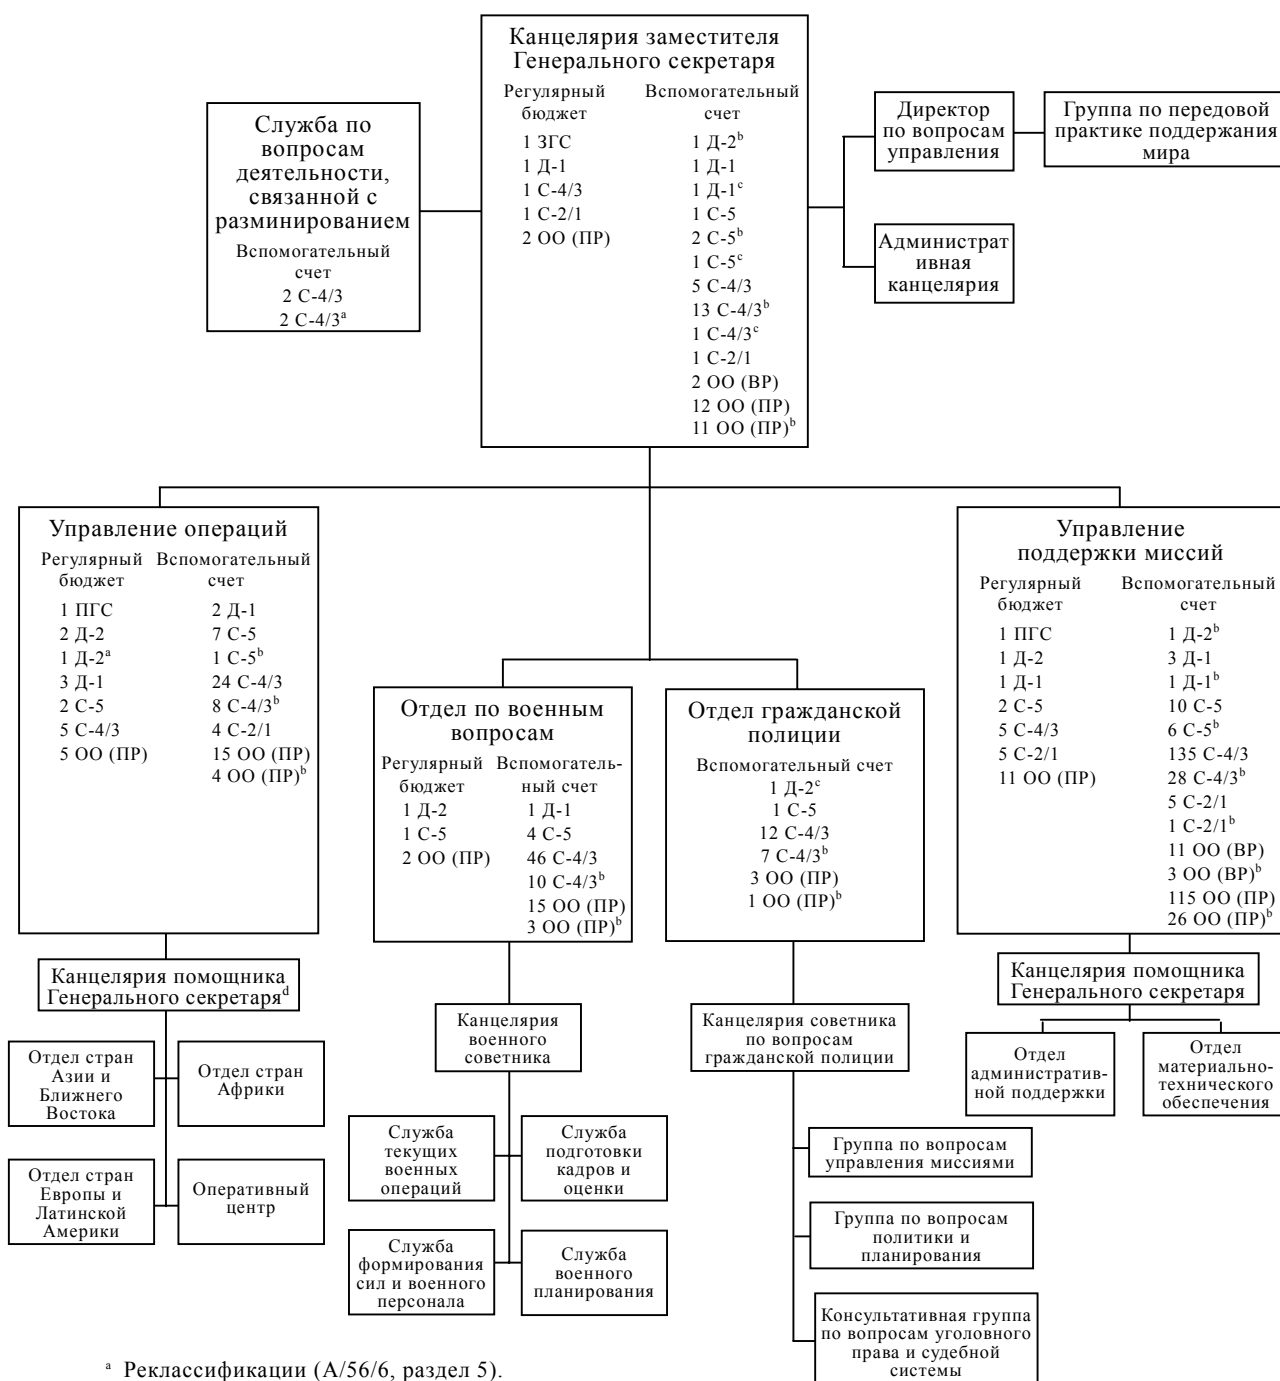 Канцелярия заместителя
Генерального секретаря
Регулярный
бюджет
1 ЗГС
1 Д-1
1 С-4/3
1 С-2/1
2 ОО (ПР)
Вспомогательный
счет
1 Д-2ᵇ
1 Д-1
1 Д-1ᶜ
1 С-5
2 С-5ᵇ
1 С-5ᶜ
5 С-4/3
13 С-4/3ᵇ
1 С-4/3ᶜ
1 С-2/1
2 ОО (ВР)
12 ОО (ПР)
11 ОО (ПР)ᵇ
Служба по
вопросам
деятельности,
связанной с
разминированием
Вспомогательный
счет
2 С-4/3
2 С-4/3ᵃ
Директор
по вопросам
управления
Группа по передовой
практике поддержания
мира
Административ
ивная
канцелярия
Управление операций
Регулярный
бюджет
1 ПГС
2 Д-2
1 Д-2ᵃ
3 Д-1
2 С-5
5 С-4/3
5 ОО (ПР)
Вспомогательный
счет
2 Д-1
7 С-5
1 С-5ᵇ
24 С-4/3
8 С-4/3ᵇ
4 С-2/1
15 ОО (ПР)
4 ОО (ПР)ᵇ
Отдел по военным
вопросам
Регулярный
бюджет
1 Д-2
1 С-5
2 ОО (ПР)
Вспомогатель-
ный счет
1 Д-1
4 С-5
46 С-4/3
10 С-4/3ᵇ
15 ОО (ПР)
3 ОО (ПР)ᵇ
Отдел гражданской
полиции
Вспомогательный счет
1 Д-2ᶜ
1 С-5
12 С-4/3
7 С-4/3ᵇ
3 ОО (ПР)
1 ОО (ПР)ᵇ
Управление
поддержки миссий
Регулярный
бюджет
1 ПГС
1 Д-2
1 Д-1
2 С-5
5 С-4/3
5 С-2/1
11 ОО (ПР)
Вспомогательный
счет
1 Д-2ᵇ
3 Д-1
1 Д-1ᵇ
10 С-5
6 С-5ᵇ
135 С-4/3
28 С-4/3ᵇ
5 С-2/1
1 С-2/1ᵇ
11 ОО (ВР)
3 ОО (ВР)ᵇ
115 ОО (ПР)
26 ОО (ПР)ᵇ
Канцелярия помощника
Генерального секретаряᵈ
Отдел стран
Азии и
Ближнего
Востока
Отдел стран
Африки
Отдел стран
Европы и
Латинской
Америки
Оперативный
центр
Канцелярия
военного
советника
Служба
текущих
военных
операций
Служба
подготовки
кадров и
оценки
Служба
формирования
сил и военного
персонала
Служба
военного
планирования
Канцелярия советника
по вопросам
гражданской полиции
Группа по вопросам
управления миссиями
Группа по вопросам
политики и
планирования
Консультативная группа
по вопросам уголовного
права и судебной
системы
Канцелярия помощника
Генерального секретаря
Отдел
административ-
ной поддержки
Отдел
материально-
технического
обеспечения
ᵃ Реклассификации (A/56/6, раздел 5).